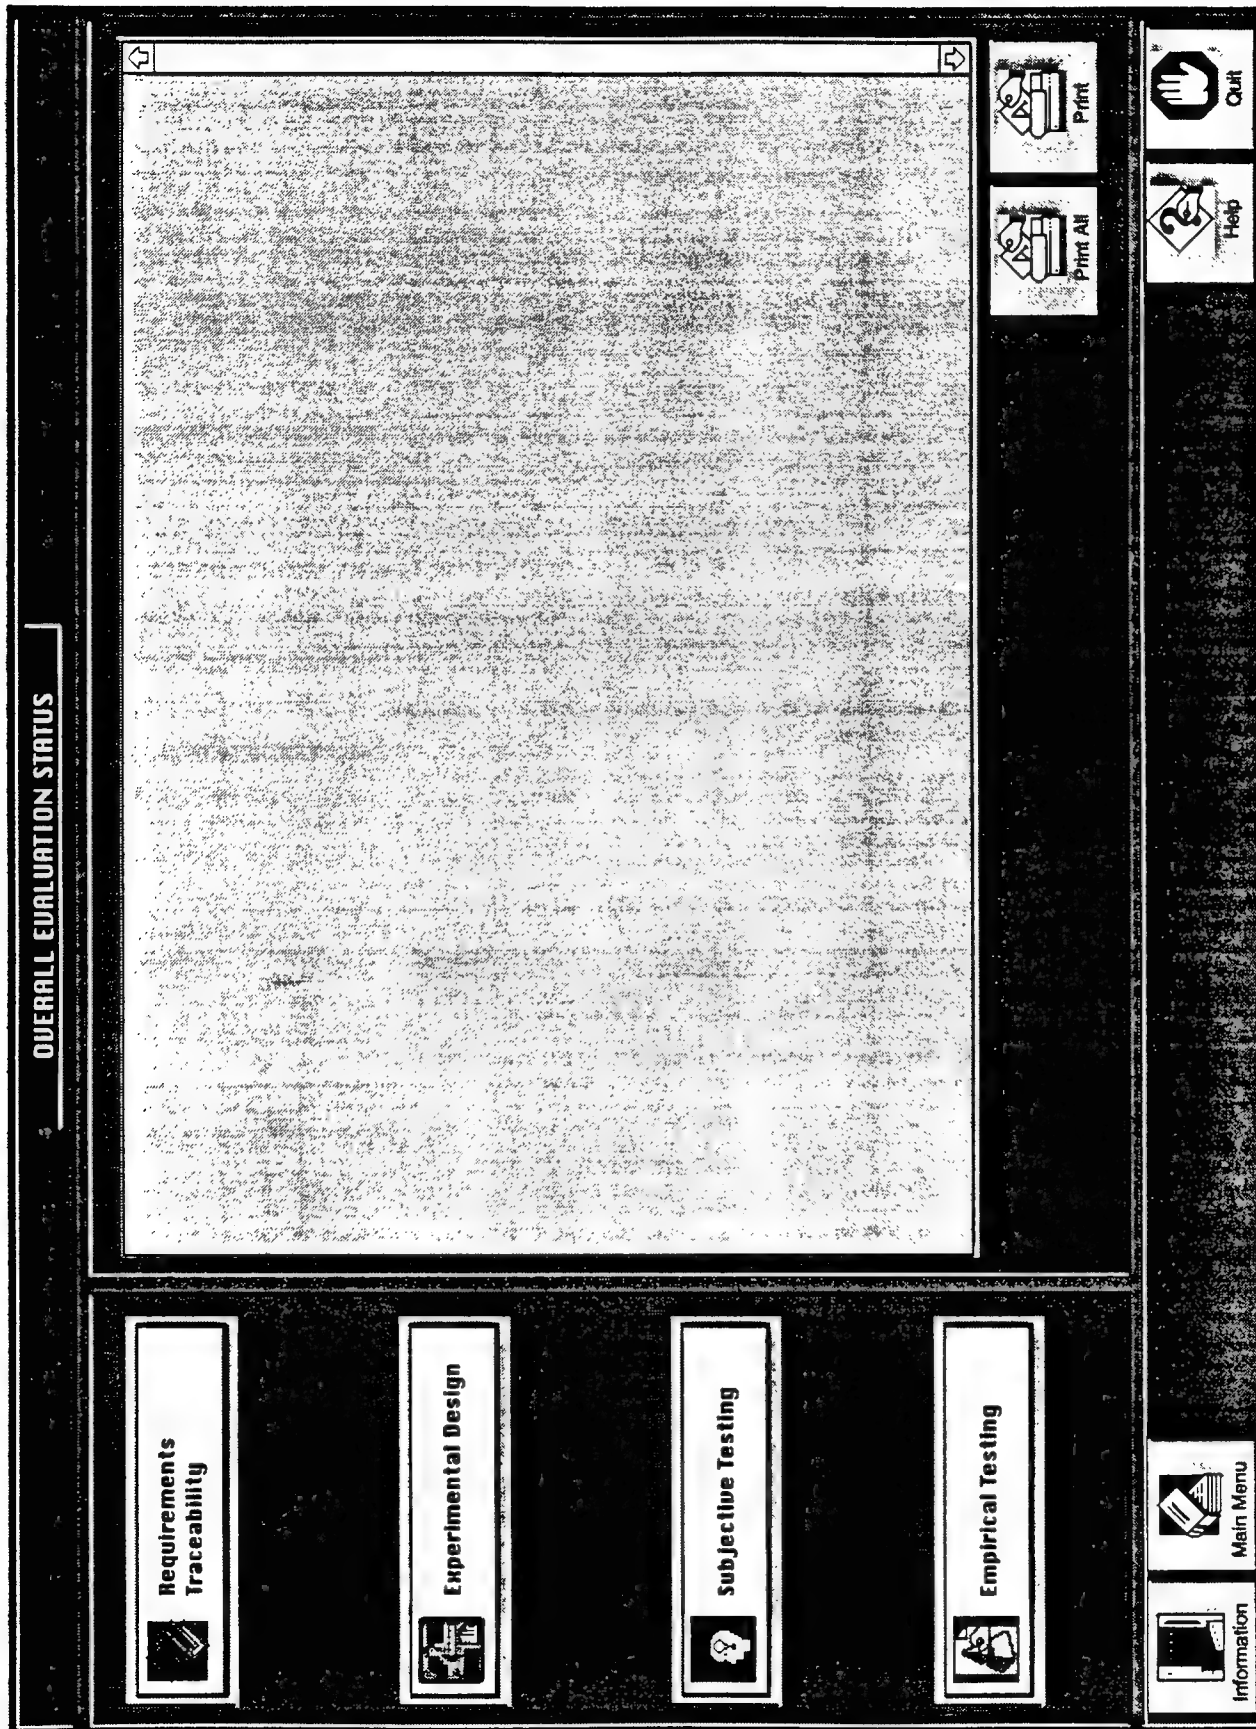 OVERALL EVALUATION STATUS
Requirements
Traceability
Experimental Design
Subjective Testing
Empirical Testing
Print All
Print
Information
Main Menu
Help
Quit